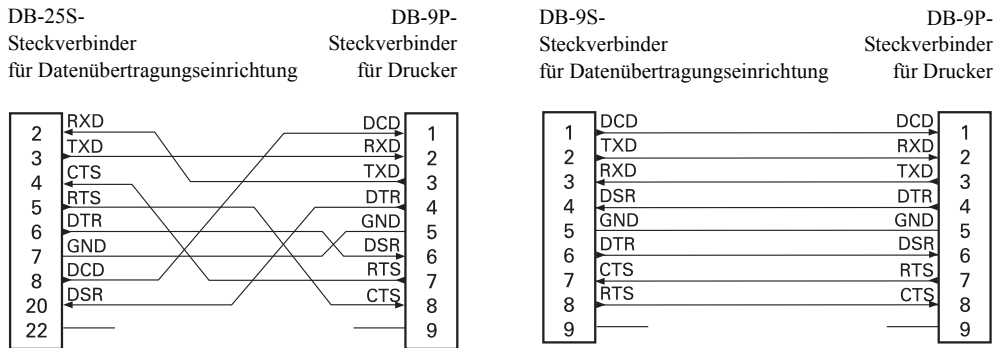 DB-25S-
Steckverbinder
für Datenübertragungseinrichtung
DB-9P-
Steckverbinder
für Drucker
2 RXD DCD 1
3 TXD RXD 2
4 CTS TXD 3
5 RTS DTR 4
6 DTR GND 5
7 GND DSR 6
8 DCD RTS 7
20 DSR CTS 8
22 9
DB-9S-
Steckverbinder
für Datenübertragungseinrichtung
DB-9P-
Steckverbinder
für Drucker
1 DCD DCD 1
2 TXD RXD 2
3 RXD TXD 3
4 DSR DTR 4
5 GND GND 5
6 DTR DSR 6
7 CTS RTS 7
8 RTS CTS 8
9 9